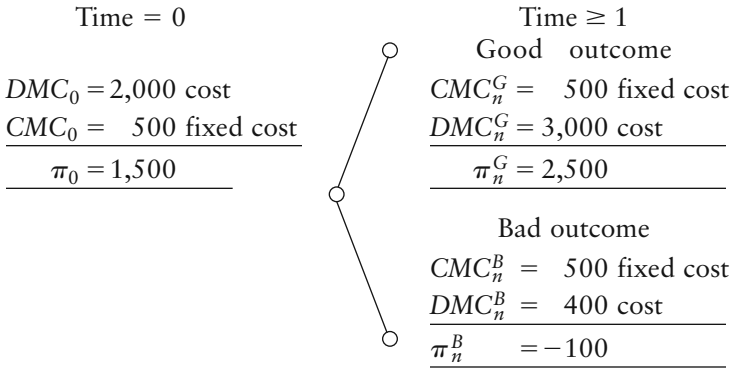 Time = 0
DMC₀ = 2,000 cost
CMC₀ = 500 fixed cost
π₀ = 1,500
Time ≥ 1
Good outcome
CMCₙᴳ = 500 fixed cost
DMCₙᴳ = 3,000 cost
πₙᴳ = 2,500
Bad outcome
CMCₙᴮ = 500 fixed cost
DMCₙᴮ = 400 cost
πₙᴮ = −100